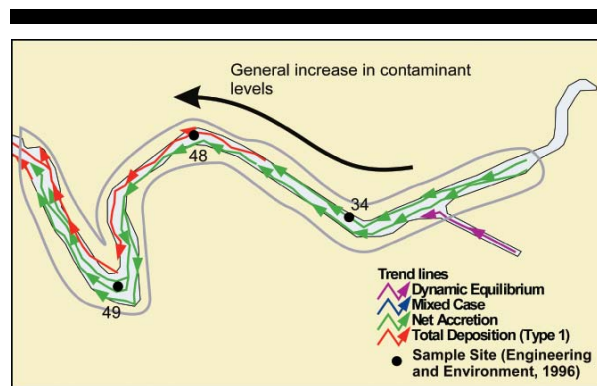 General increase in contaminant
levels
48
34
49
Trend lines
Dynamic Equilibrium
Mixed Case
Net Accretion
Total Deposition (Type 1)
Sample Site (Engineering
and Environment, 1996)